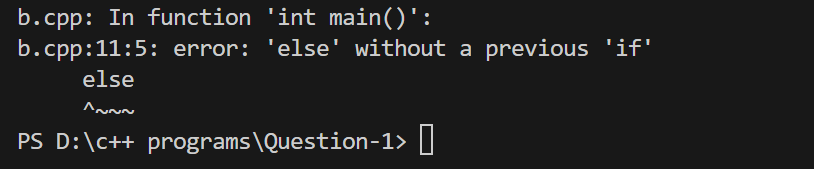 b.cpp: In function 'int main()':
b.cpp:11:5: error: 'else' without a previous 'if'
     else
     ^~~~
PS D:\c++ programs\Question-1>